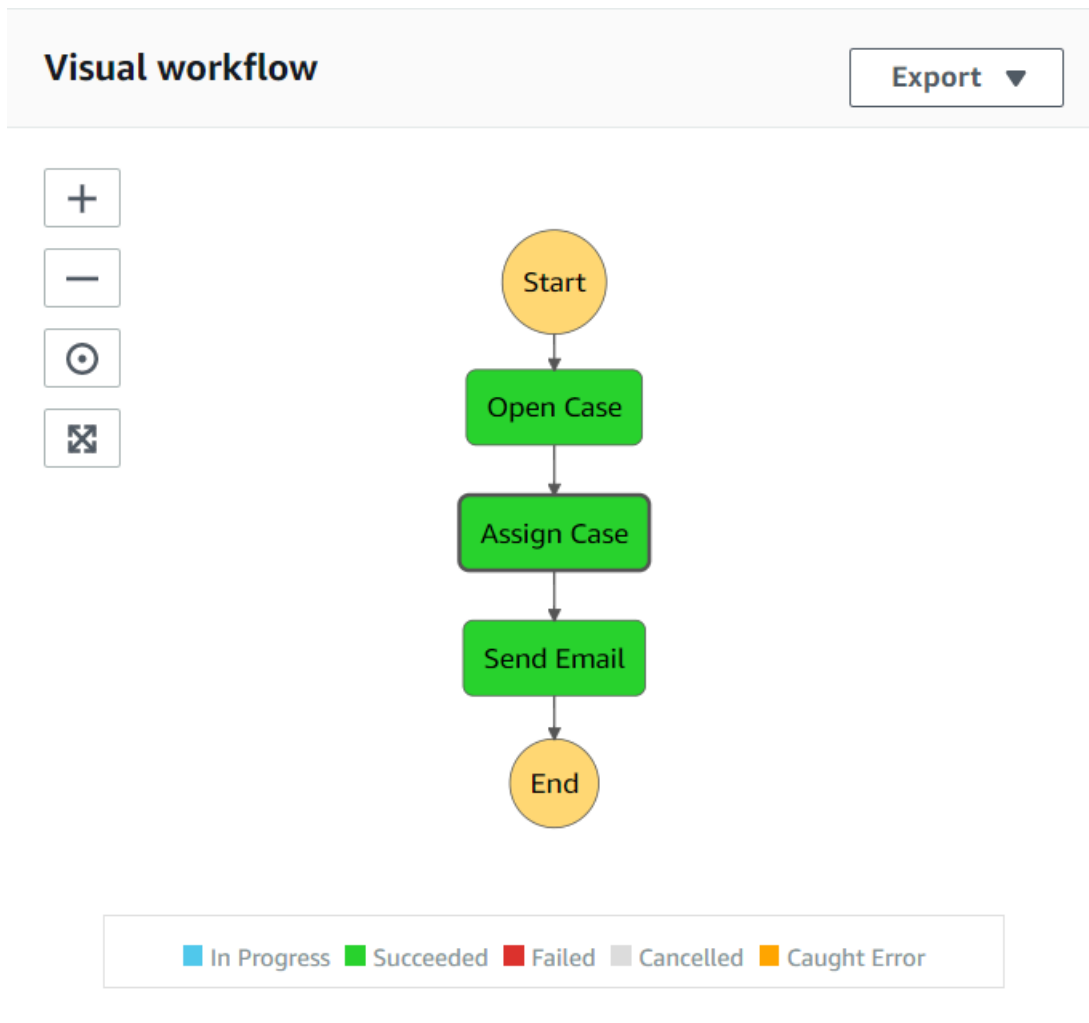 Visual workflow
Export
Start
Open Case
Assign Case
Send Email
End
In Progress Succeeded Failed Cancelled Caught Error